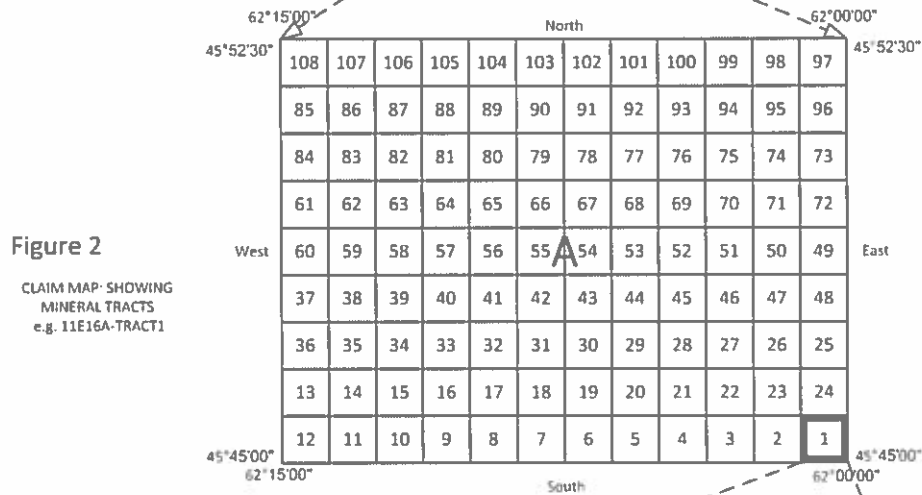 62°15'00"
North
62°00'00"
45°52'30"
45°52'30"
108 107 106 105 104 103 102 101 100 99 98 97
85 86 87 88 89 90 91 92 93 94 95 96
84 83 82 81 80 79 78 77 76 75 74 73
61 62 63 64 65 66 67 68 69 70 71 72
Figure 2
West
60 59 58 57 56 55 A 54 53 52 51 50 49
East
CLAIM MAP: SHOWING
MINERAL TRACTS
e.g. 11E16A-TRACT1
37 38 39 40 41 42 43 44 45 46 47 48
36 35 34 33 32 31 30 29 28 27 26 25
13 14 15 16 17 18 19 20 21 22 23 24
12 11 10 9 8 7 6 5 4 3 2 1
45°45'00"
45°45'00"
62°15'00"
South
62°00'00"